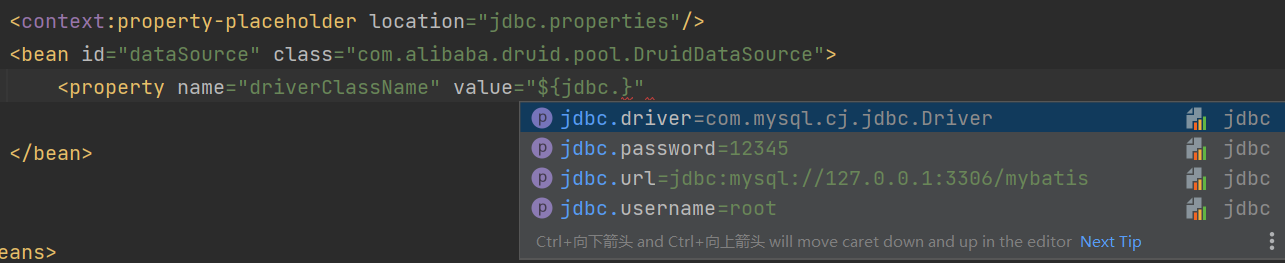 <context:property-placeholder location="jdbc.properties"/>
<bean id="dataSource" class="com.alibaba.druid.pool.DruidDataSource">
<property name="driverClassName" value="${jdbc.}"
p jdbc.driver=com.mysql.cj.jdbc.Driver jdbc
p jdbc.password=12345 jdbc
</bean>
p jdbc.url=jdbc:mysql://127.0.0.1:3306/mybatis jdbc
p jdbc.username=root jdbc
Ctrl+向下箭头 and Ctrl+向上箭头 will move caret down and up in the editor Next Tip
eans>